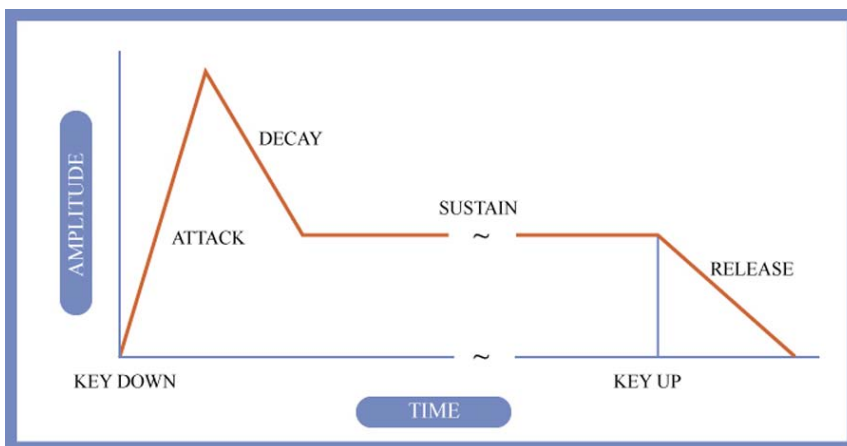 DECAY
AMPLITUDE
SUSTAIN
ATTACK
~
RELEASE
~
KEY DOWN
KEY UP
TIME